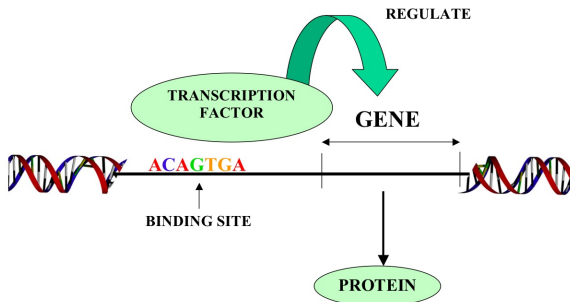 REGULATE
TRANSCRIPTION
FACTOR
GENE
ACAGTGA
BINDING SITE
PROTEIN